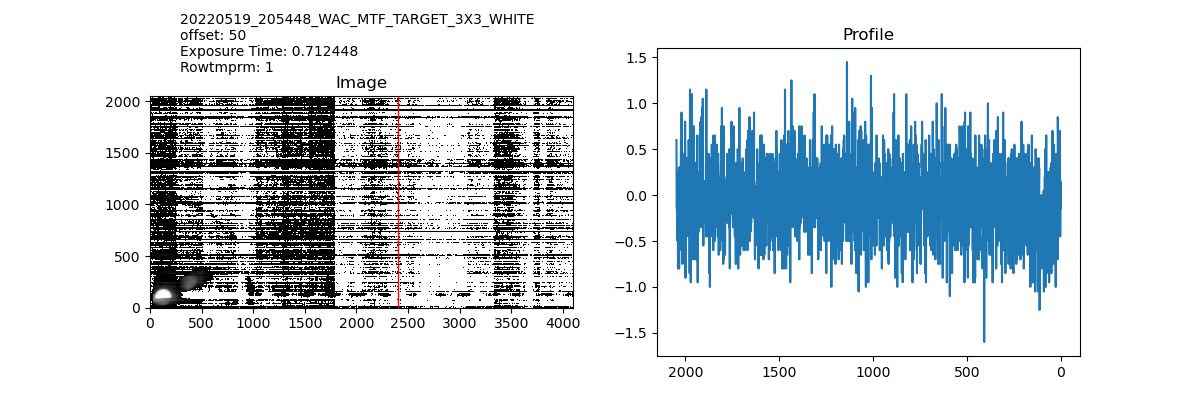 20220519_205448_WAC_MTF_TARGET_3X3_WHITE
offset: 50
Exposure Time: 0.712448
Rowtmprm: 1
Image
2000
1500
1000
500
0
0 500 1000 1500 2000 2500 3000 3500 4000
Profile
1.5
1.0
0.5
0.0
−0.5
−1.0
−1.5
2000 1500 1000 500 0